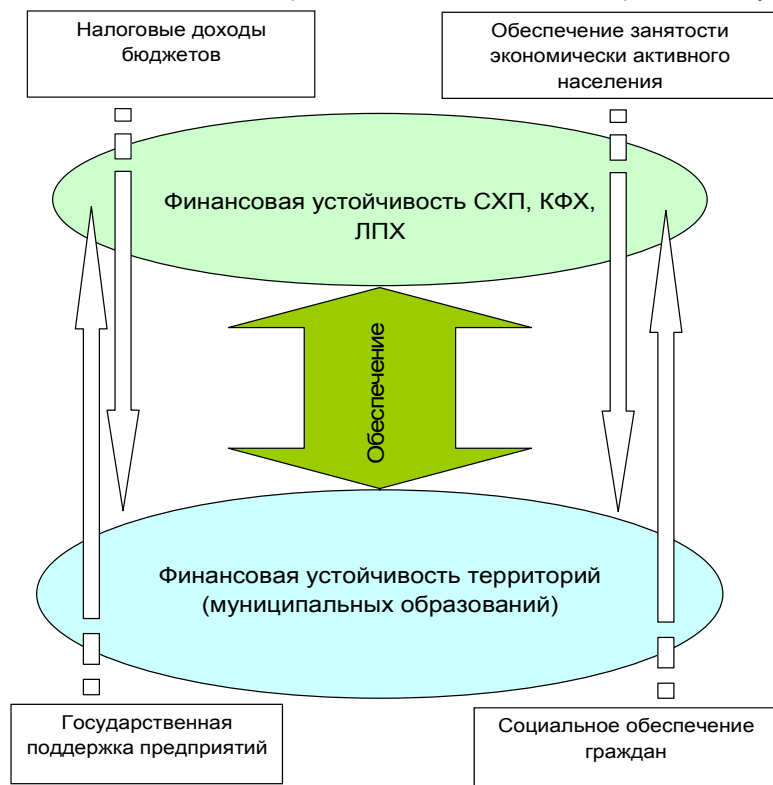 Налоговые доходы
бюджетов
Обеспечение занятости
экономически активного
населения
Финансовая устойчивость СХП, КФХ,
ЛПХ
Обеспечение
Финансовая устойчивость территорий
(муниципальных образований)
Государственная
поддержка предприятий
Социальное обеспечение
граждан